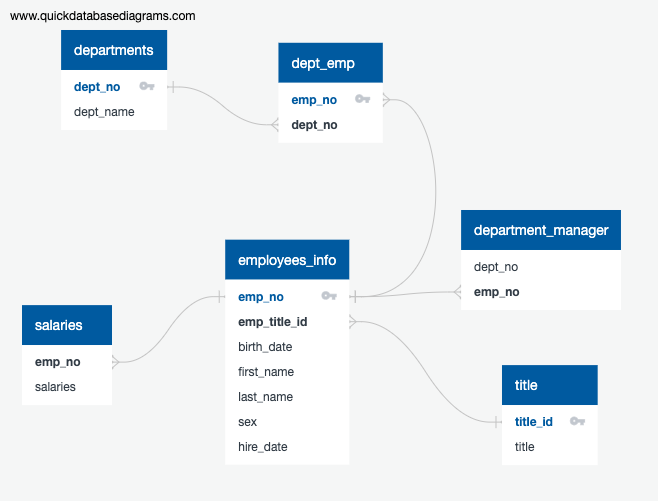 www.quickdatabasediagrams.com
departments
dept_no
dept_name
dept_emp
emp_no
dept_no
department_manager
dept_no
emp_no
employees_info
emp_no
emp_title_id
birth_date
first_name
last_name
sex
hire_date
salaries
emp_no
salaries
title
title_id
title